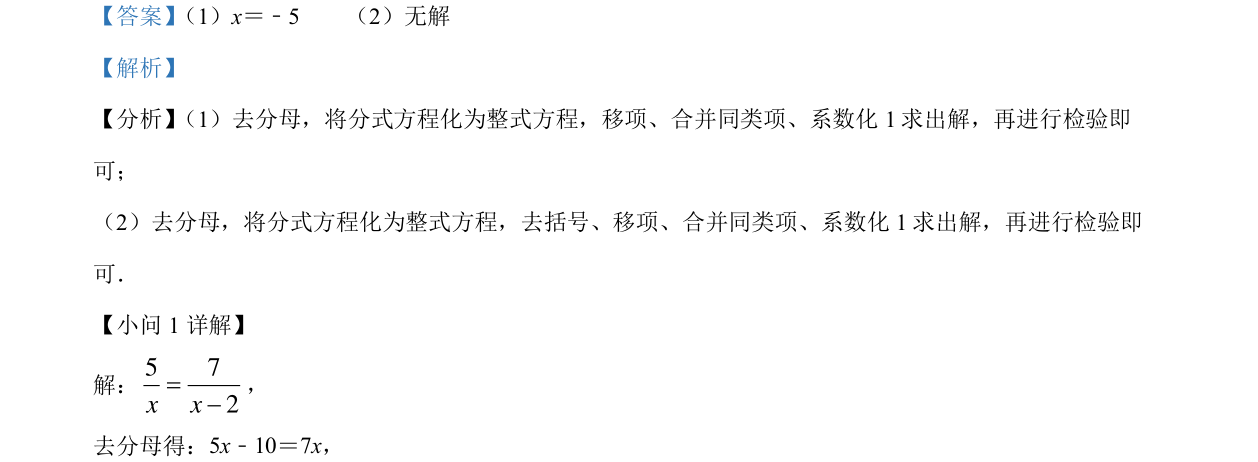 【答案】（1）x＝﹣5　　（2）无解
【解析】
【分析】（1）去分母，将分式方程化为整式方程，移项、合并同类项、系数化 1 求出解，再进行检验即
可；
（2）去分母，将分式方程化为整式方程，去括号、移项、合并同类项、系数化 1 求出解，再进行检验即
可．
【小问 1 详解】
解：5/x = 7/(x−2)，
去分母得：5x﹣10＝7x，